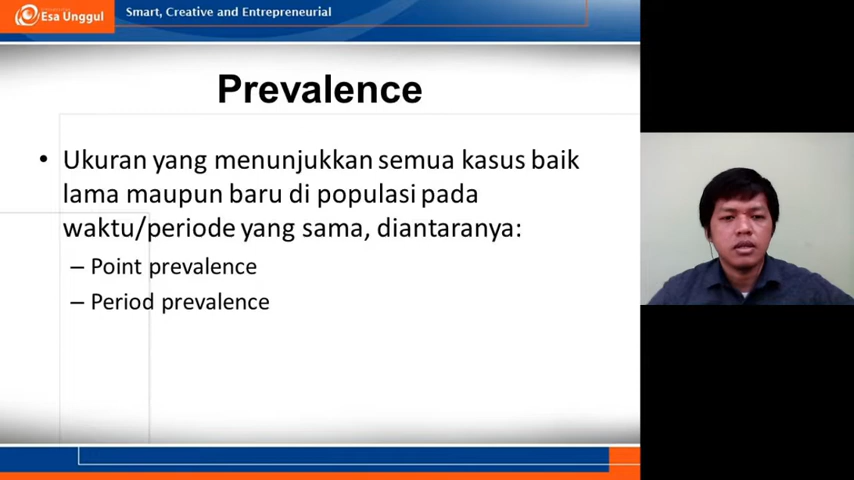 Esa Unggul
Smart, Creative and Entrepreneurial
Prevalence
• Ukuran yang menunjukkan semua kasus baik
lama maupun baru di populasi pada
waktu/periode yang sama, diantaranya:
– Point prevalence
– Period prevalence